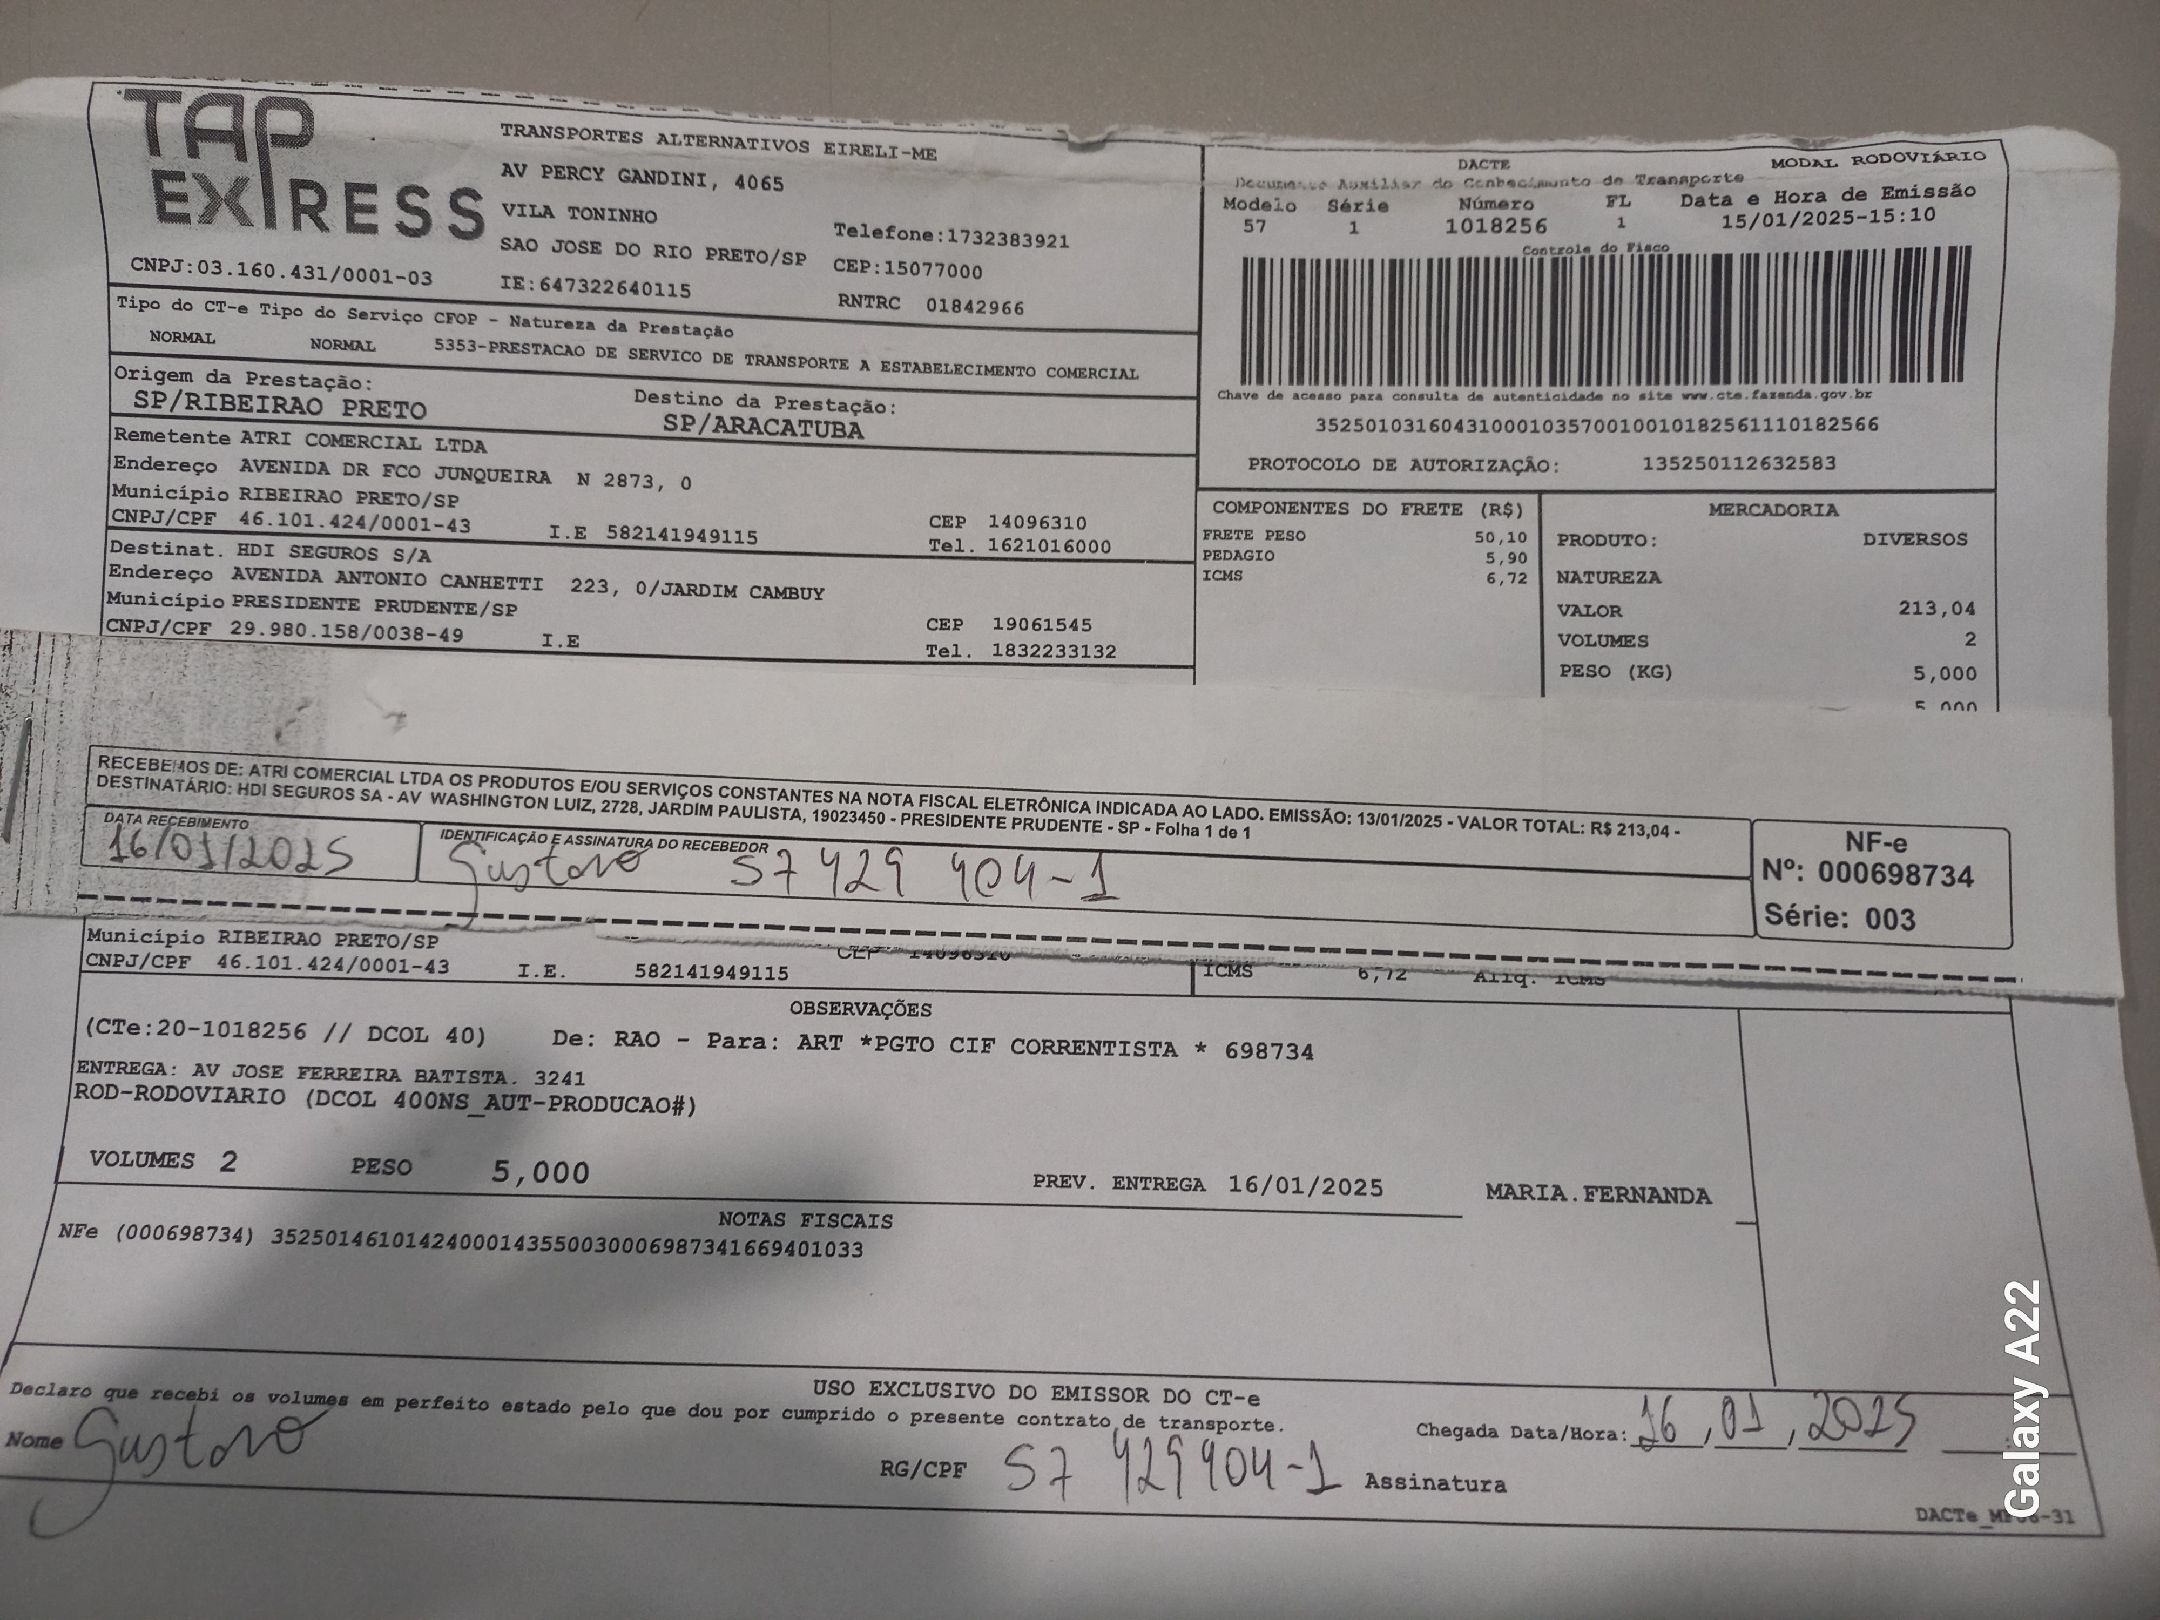 TAP EXPRESS
TRANSPORTES ALTERNATIVOS EIRELI-ME
AV PERCY GANDINI, 4065
VILA TONINHO
Telefone:1732383921
SAO JOSE DO RIO PRETO/SP
CEP:15077000
CNPJ:03.160.431/0001-03
IE:647322640115
RNTRC 01842966
DACTE
MODAL RODOVIÁRIO
Documento Auxiliar do Conhecimento de Transporte
Modelo Série Número FL Data e Hora de Emissão
57 1 1018256 1 15/01/2025-15:10
Controle do Fisco
Chave de acesso para consulta de autenticidade no site www.cte.fazenda.gov.br
35250103160431000103570010010182561110182566
PROTOCOLO DE AUTORIZAÇÃO: 135250112632583
Tipo do CT-e Tipo do Serviço CFOP - Natureza da Prestação
NORMAL NORMAL 5353-PRESTACAO DE SERVICO DE TRANSPORTE A ESTABELECIMENTO COMERCIAL
Origem da Prestação:
SP/RIBEIRAO PRETO
Destino da Prestação:
SP/ARACATUBA
Remetente ATRI COMERCIAL LTDA
Endereço AVENIDA DR FCO JUNQUEIRA N 2873, 0
Município RIBEIRAO PRETO/SP
CEP 14096310
CNPJ/CPF 46.101.424/0001-43 I.E 582141949115
Tel. 1621016000
Destinat. HDI SEGUROS S/A
Endereço AVENIDA ANTONIO CANHETTI 223, 0/JARDIM CAMBUY
Município PRESIDENTE PRUDENTE/SP
CEP 19061545
CNPJ/CPF 29.980.158/0038-49 I.E
Tel. 1832233132
COMPONENTES DO FRETE (R$)
FRETE PESO 50,10
PEDAGIO 5,90
ICMS 6,72
MERCADORIA
PRODUTO: DIVERSOS
NATUREZA
VALOR 213,04
VOLUMES 2
PESO (KG) 5,000
5,000
RECEBEMOS DE: ATRI COMERCIAL LTDA OS PRODUTOS E/OU SERVIÇOS CONSTANTES NA NOTA FISCAL ELETRÔNICA INDICADA AO LADO. EMISSÃO: 13/01/2025 - VALOR TOTAL: R$ 213,04 -
DESTINATÁRIO: HDI SEGUROS SA - AV WASHINGTON LUIZ, 2728, JARDIM PAULISTA, 19023450 - PRESIDENTE PRUDENTE - SP - Folha 1 de 1
DATA RECEBIMENTO
16/01/2025
IDENTIFICAÇÃO E ASSINATURA DO RECEBEDOR
Gustavo 57 429 404-1
NF-e
Nº: 000698734
Série: 003
Município RIBEIRAO PRETO/SP
CEP 14096310
CNPJ/CPF 46.101.424/0001-43 I.E. 582141949115
ICMS 6,72 Aliq. ICMS
OBSERVAÇÕES
(CTe:20-1018256 // DCOL 40) De: RAO - Para: ART *PGTO CIF CORRENTISTA * 698734
ENTREGA: AV JOSE FERREIRA BATISTA. 3241
ROD-RODOVIARIO (DCOL 400NS_AUT-PRODUCAO#)
VOLUMES 2 PESO 5,000
PREV. ENTREGA 16/01/2025 MARIA.FERNANDA
NOTAS FISCAIS
NFe (000698734) 35250146101424000143550030006987341669401033
USO EXCLUSIVO DO EMISSOR DO CT-e
Declaro que recebi os volumes em perfeito estado pelo que dou por cumprido o presente contrato de transporte.
Chegada Data/Hora: 16,01,2025
Nome Gustavo
RG/CPF 57 429404-1 Assinatura
Galaxy A22